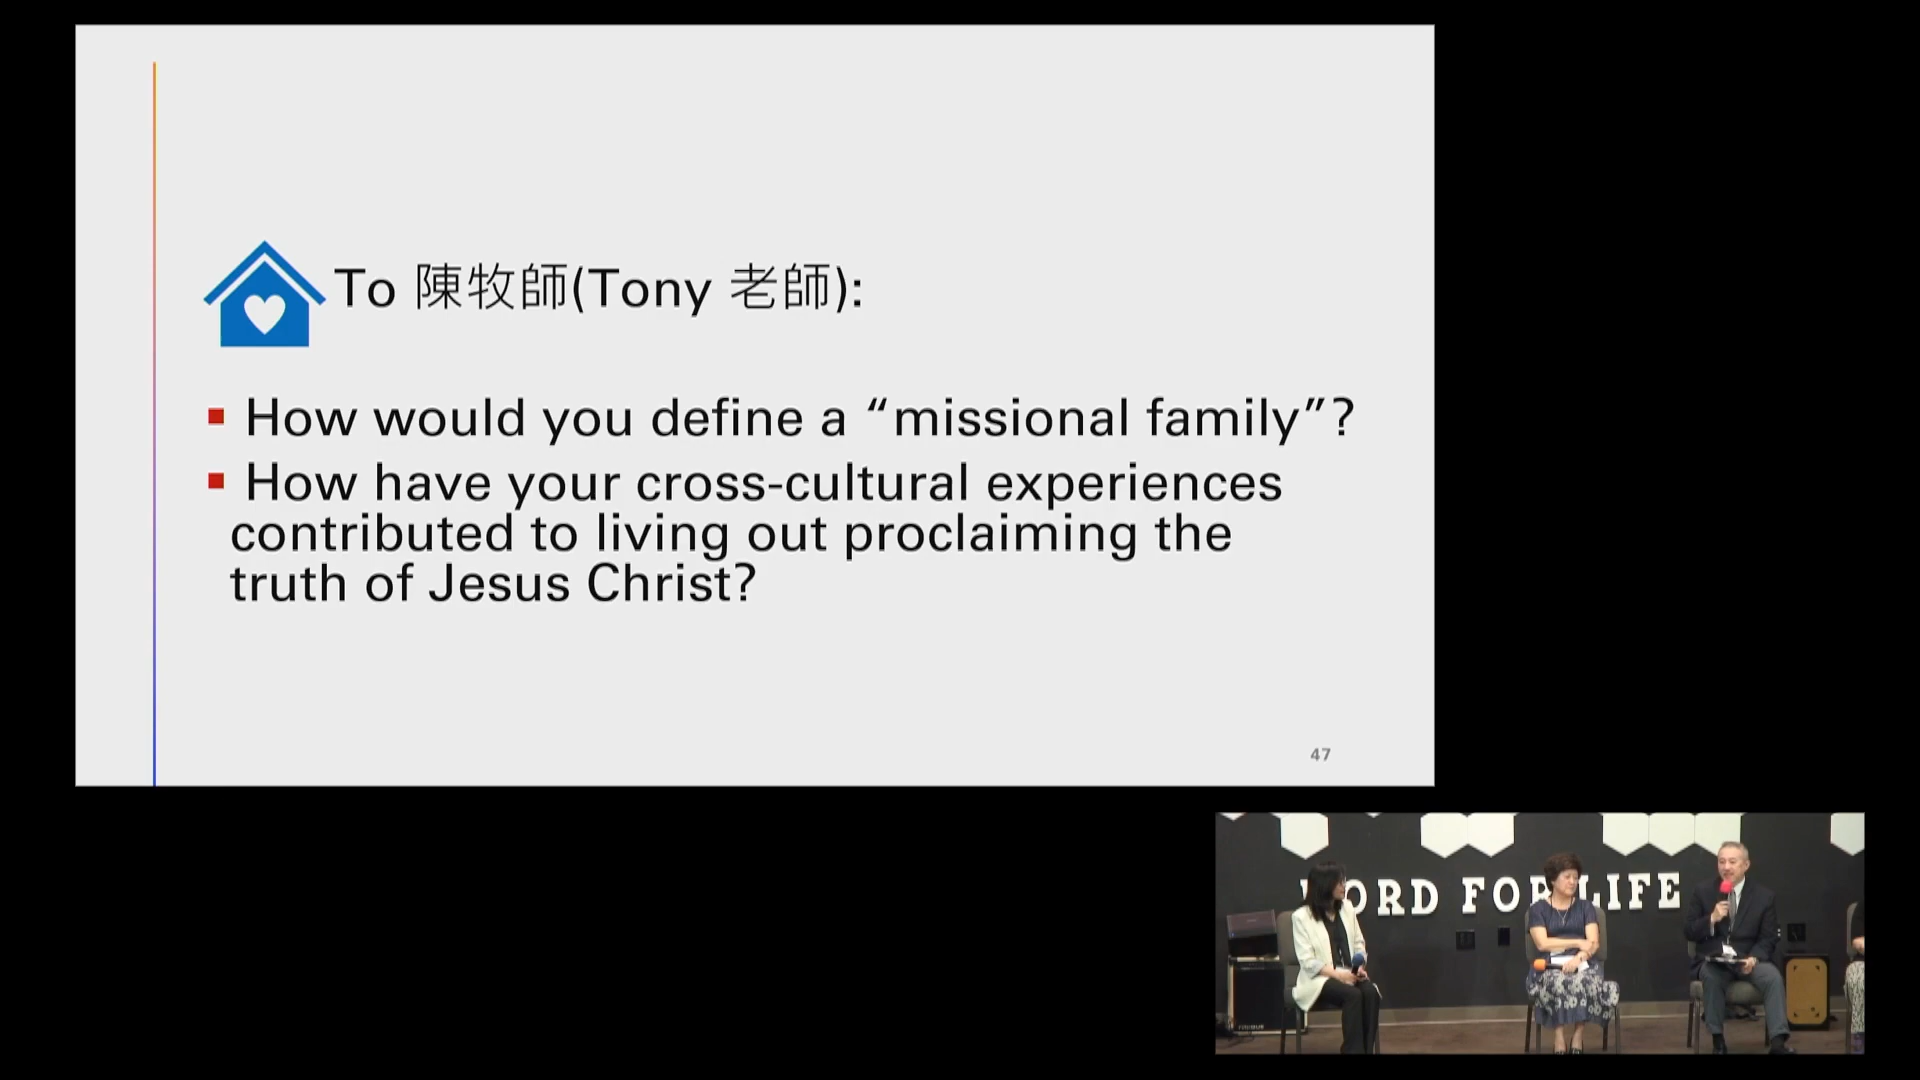 To 陳牧師(Tony 老師):
How would you define a “missional family”?
How have your cross-cultural experiences
contributed to living out proclaiming the
truth of Jesus Christ?
47
ORD FOR LIFE